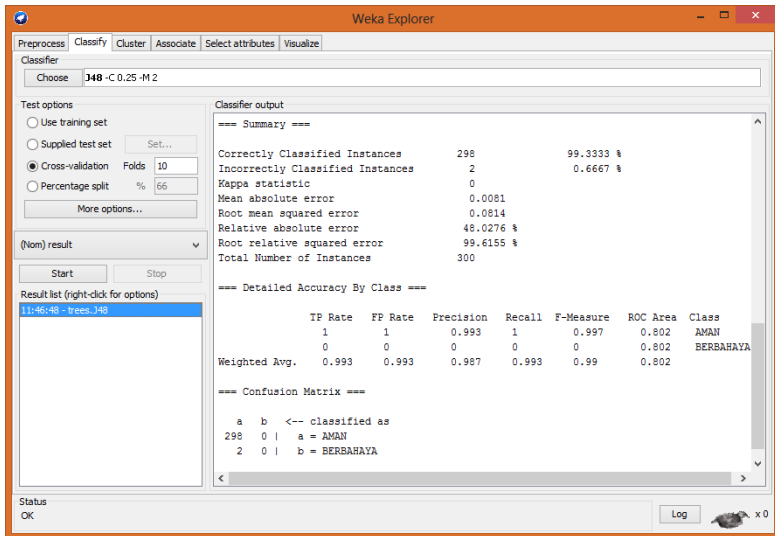 Weka Explorer
Preprocess Classify Cluster Associate Select attributes Visualize
Classifier
Choose J48 -C 0.25 -M 2
Test options
Use training set
Supplied test set Set...
Cross-validation Folds 10
Percentage split % 66
More options...
(Nom) result
Start Stop
Result list (right-click for options)
11:46:48 - trees.J48
Classifier output
=== Summary ===
Correctly Classified Instances 298 99.3333 %
Incorrectly Classified Instances 2 0.6667 %
Kappa statistic 0
Mean absolute error 0.0081
Root mean squared error 0.0814
Relative absolute error 48.0276 %
Root relative squared error 99.6155 %
Total Number of Instances 300
=== Detailed Accuracy By Class ===
TP Rate FP Rate Precision Recall F-Measure ROC Area Class
1 1 0.993 1 0.997 0.802 AMAN
0 0 0 0 0 0.802 BERBAHAYA
Weighted Avg. 0.993 0.993 0.987 0.993 0.99 0.802
=== Confusion Matrix ===
a b <-- classified as
298 0 | a = AMAN
2 0 | b = BERBAHAYA
Status
OK
Log x 0